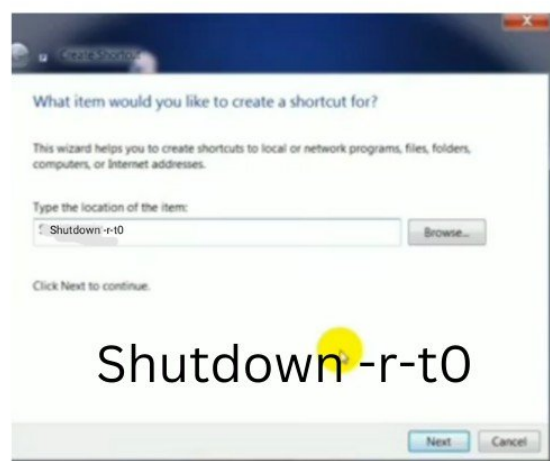 Create Shortcut
What item would you like to create a shortcut for?
This wizard helps you to create shortcuts to local or network programs, files, folders,
computers, or Internet addresses.
Type the location of the item:
Shutdown -r-t0
Browse...
Click Next to continue.
Shutdown -r-t0
Next
Cancel